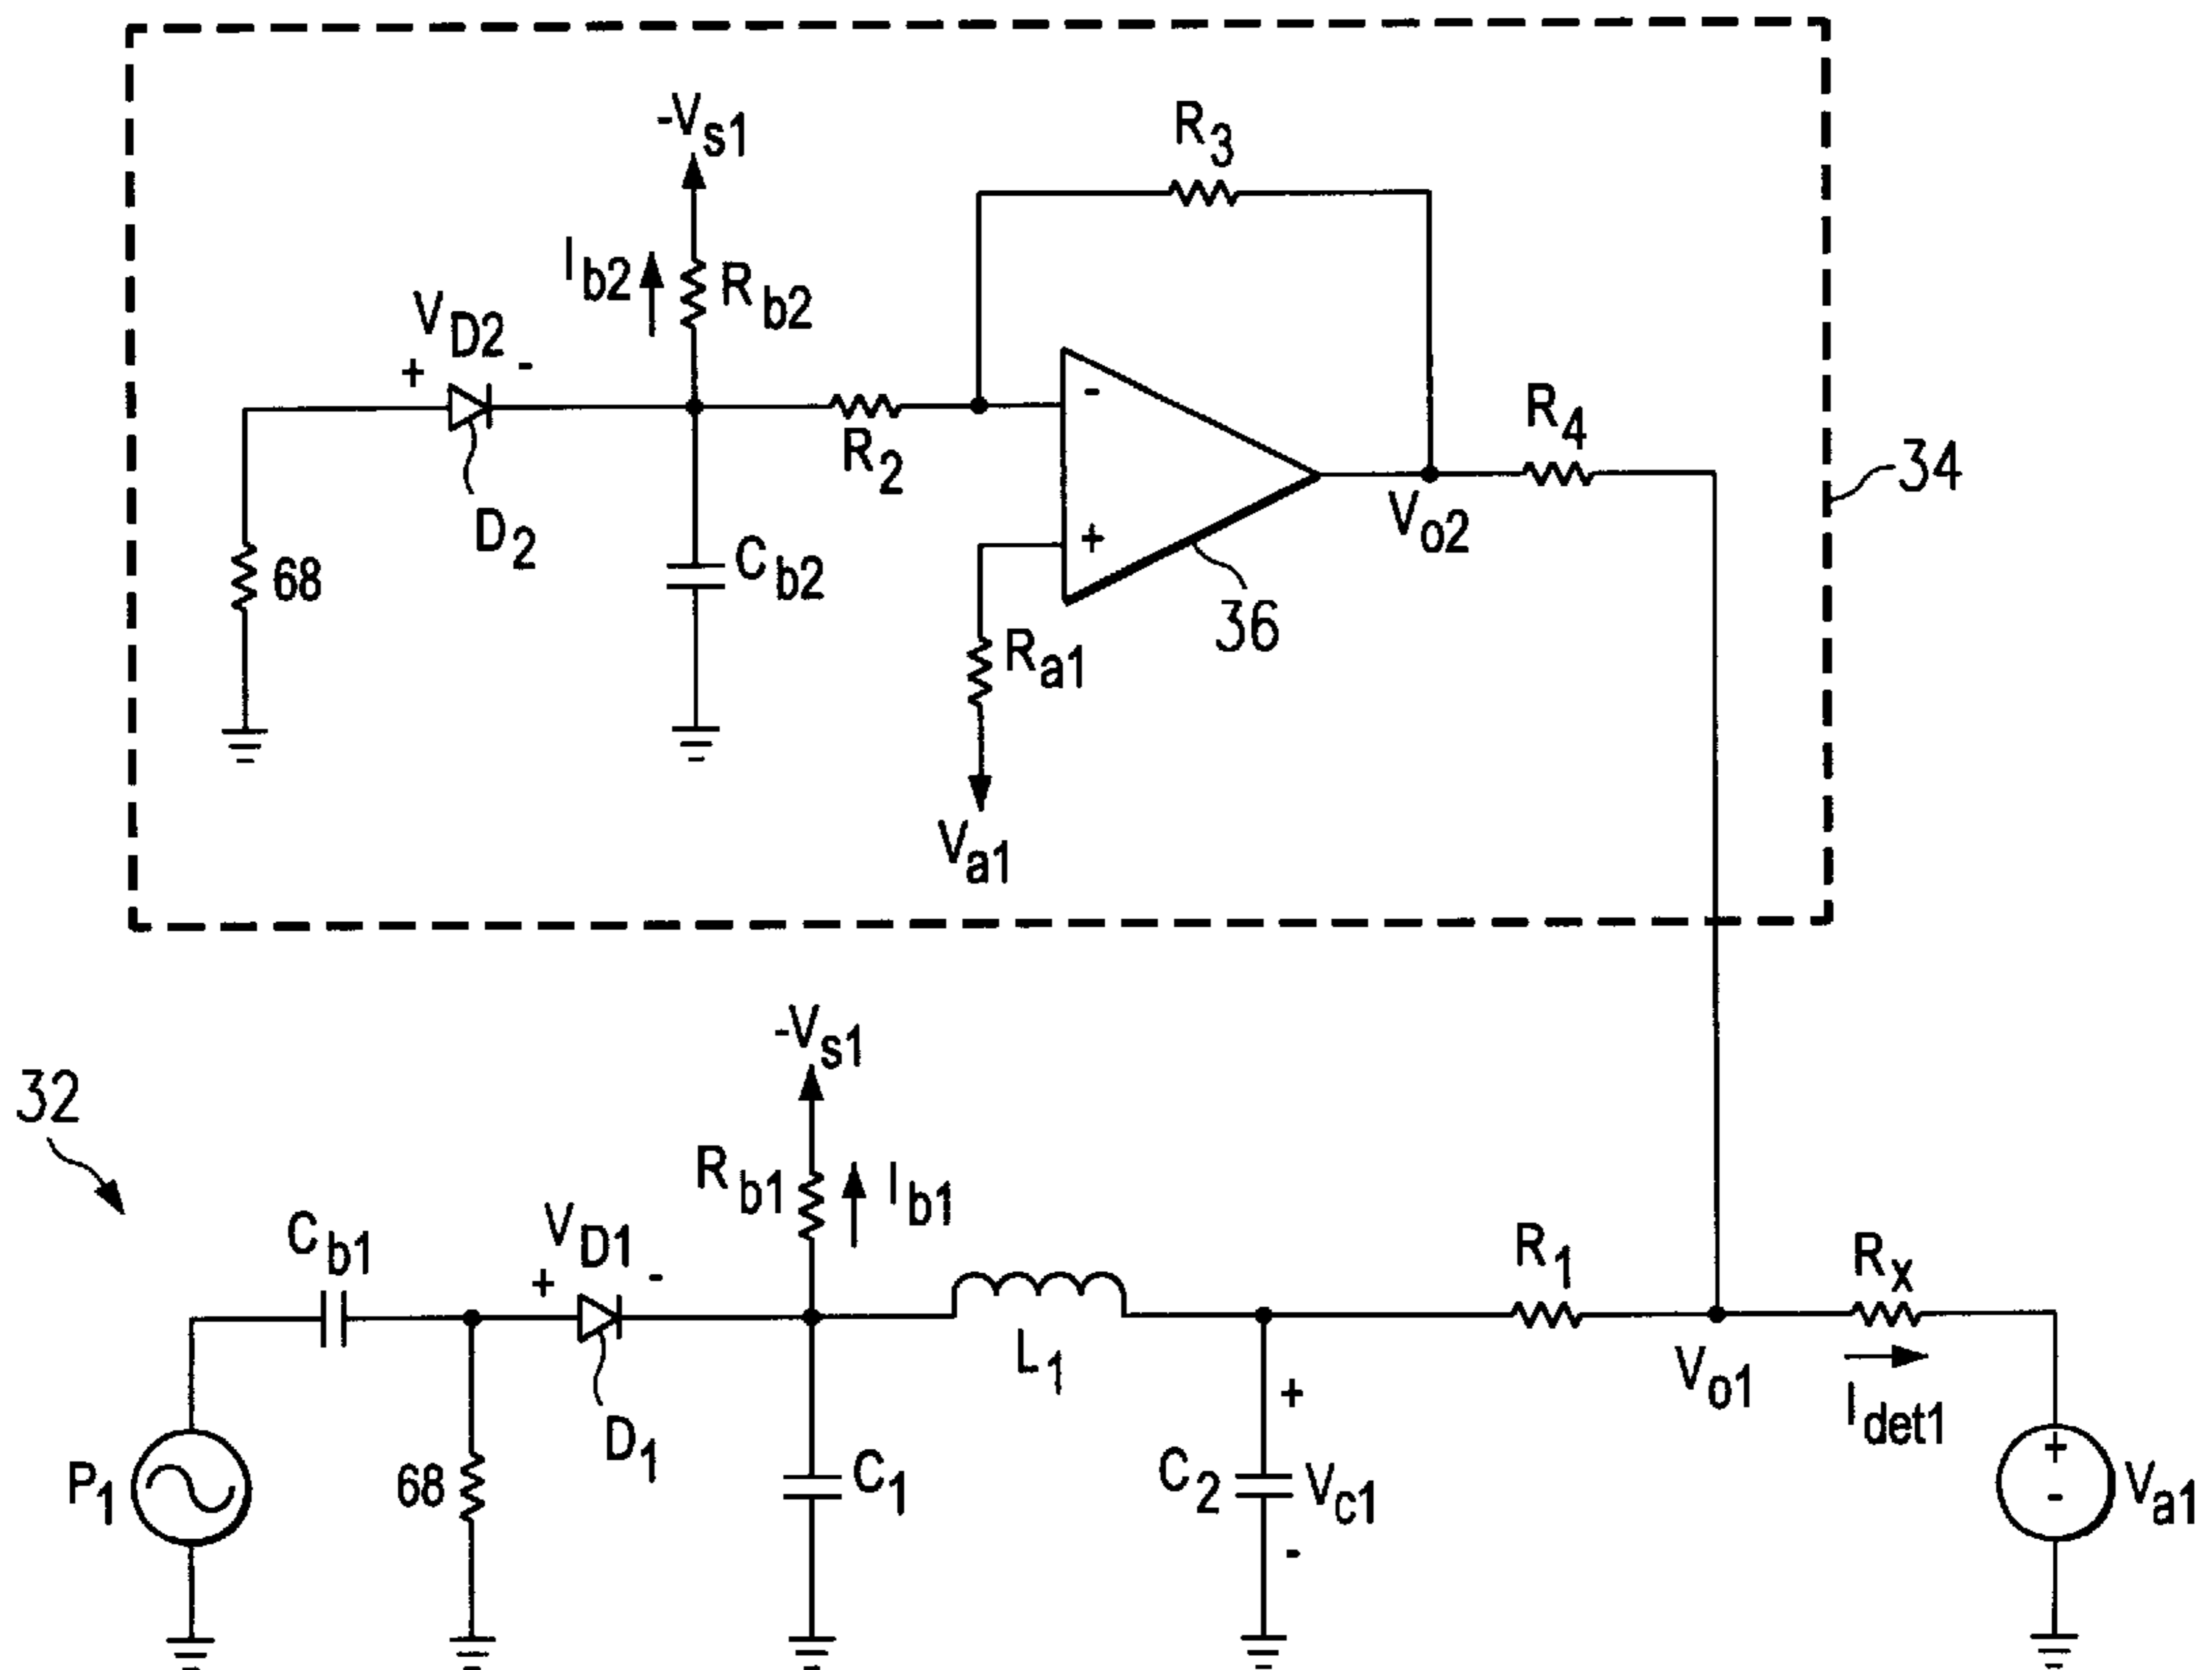 -Vs1
R3
Ib2
Rb2
VD2
+ -
R4
34
R2
-
D2
Vo2
68
Cb2
+
36
Ra1
Va1
-Vs1
32
Rb1
Ib1
Cb1
VD1
+ -
R1
Rx
L1
Vo1
Idet1
+
D1
P1
68
C1
C2
Vc1
-
+
-
Va1